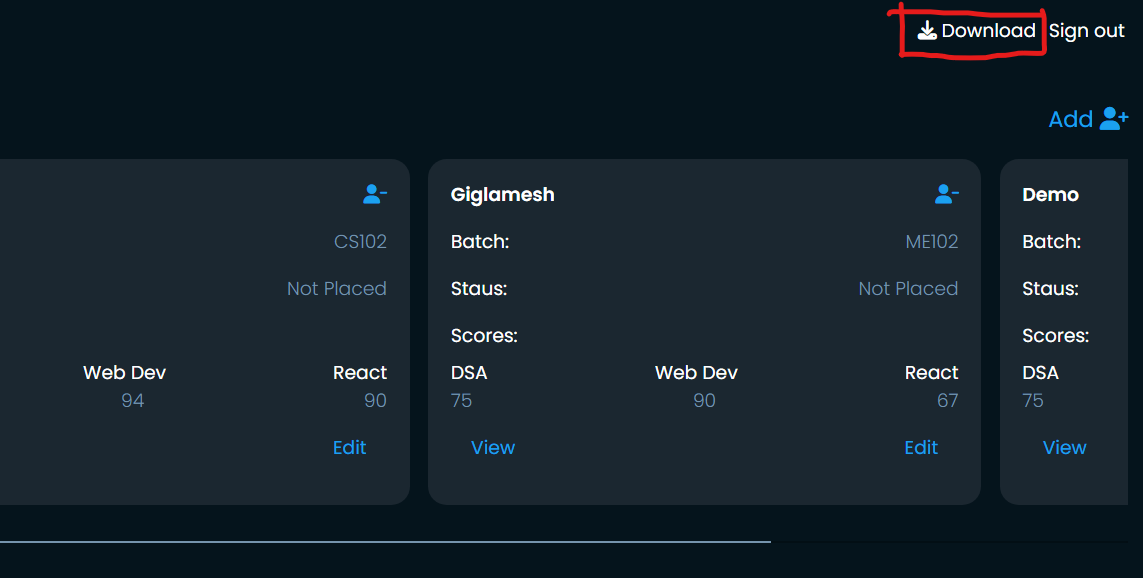 Download Sign out
Add
CS102
Not Placed
Web Dev React
94 90
Edit
Giglamesh
Batch: ME102
Staus: Not Placed
Scores:
DSA Web Dev React
75 90 67
View Edit
Demo
Batch:
Staus:
Scores:
DSA
75
View